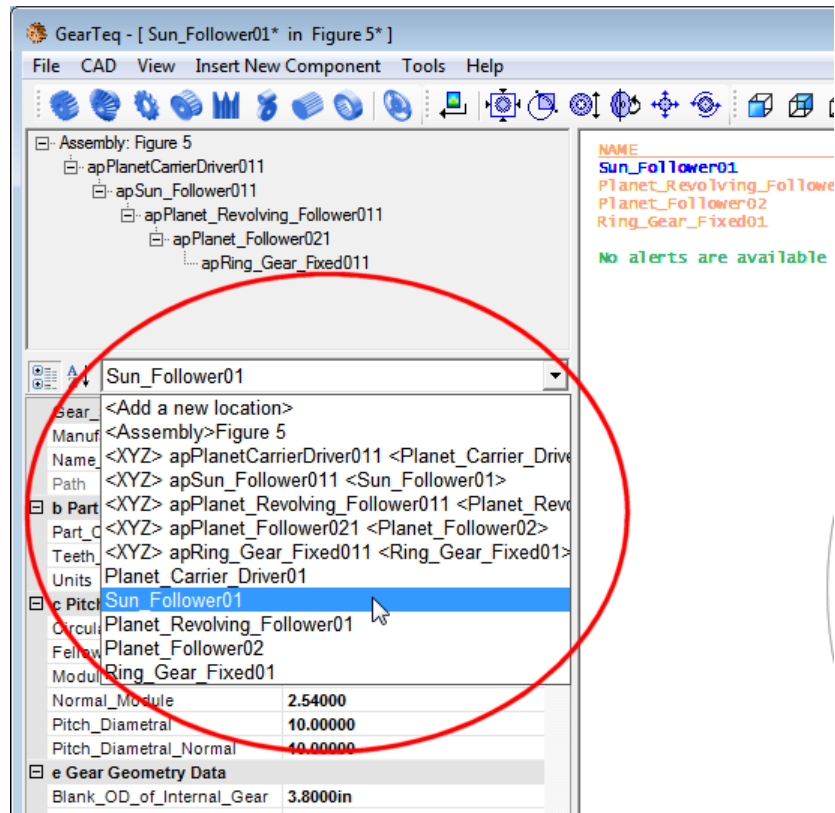 GearTeq - [ Sun_Follower01* in Figure 5* ]
File CAD View Insert New Component Tools Help
Assembly: Figure 5
apPlanetCarrierDriver011
apSun_Follower011
apPlanet_Revolving_Follower011
apPlanet_Follower021
apRing_Gear_Fixed011
NAME
Sun_Follower01
Planet_Revolving_Followe
Planet_Follower02
Ring_Gear_Fixed01
No alerts are available
Sun_Follower01
<Add a new location>
<Assembly>Figure 5
<XYZ> apPlanetCarrierDriver011 <Planet_Carrier_Drive
<XYZ> apSun_Follower011 <Sun_Follower01>
<XYZ> apPlanet_Revolving_Follower011 <Planet_Revo
<XYZ> apPlanet_Follower021 <Planet_Follower02>
<XYZ> apRing_Gear_Fixed011 <Ring_Gear_Fixed01>
Planet_Carrier_Driver01
Sun_Follower01
Planet_Revolving_Follower01
Planet_Follower02
Ring_Gear_Fixed01
Gear_
Manuf
Name_
Path
b Part
Part_C
Teeth_
Units
c Pitch
Circula
Fellow
Modul
Normal_Module 2.54000
Pitch_Diametral 10.00000
Pitch_Diametral_Normal 10.00000
e Gear Geometry Data
Blank_OD_of_Internal_Gear 3.8000in